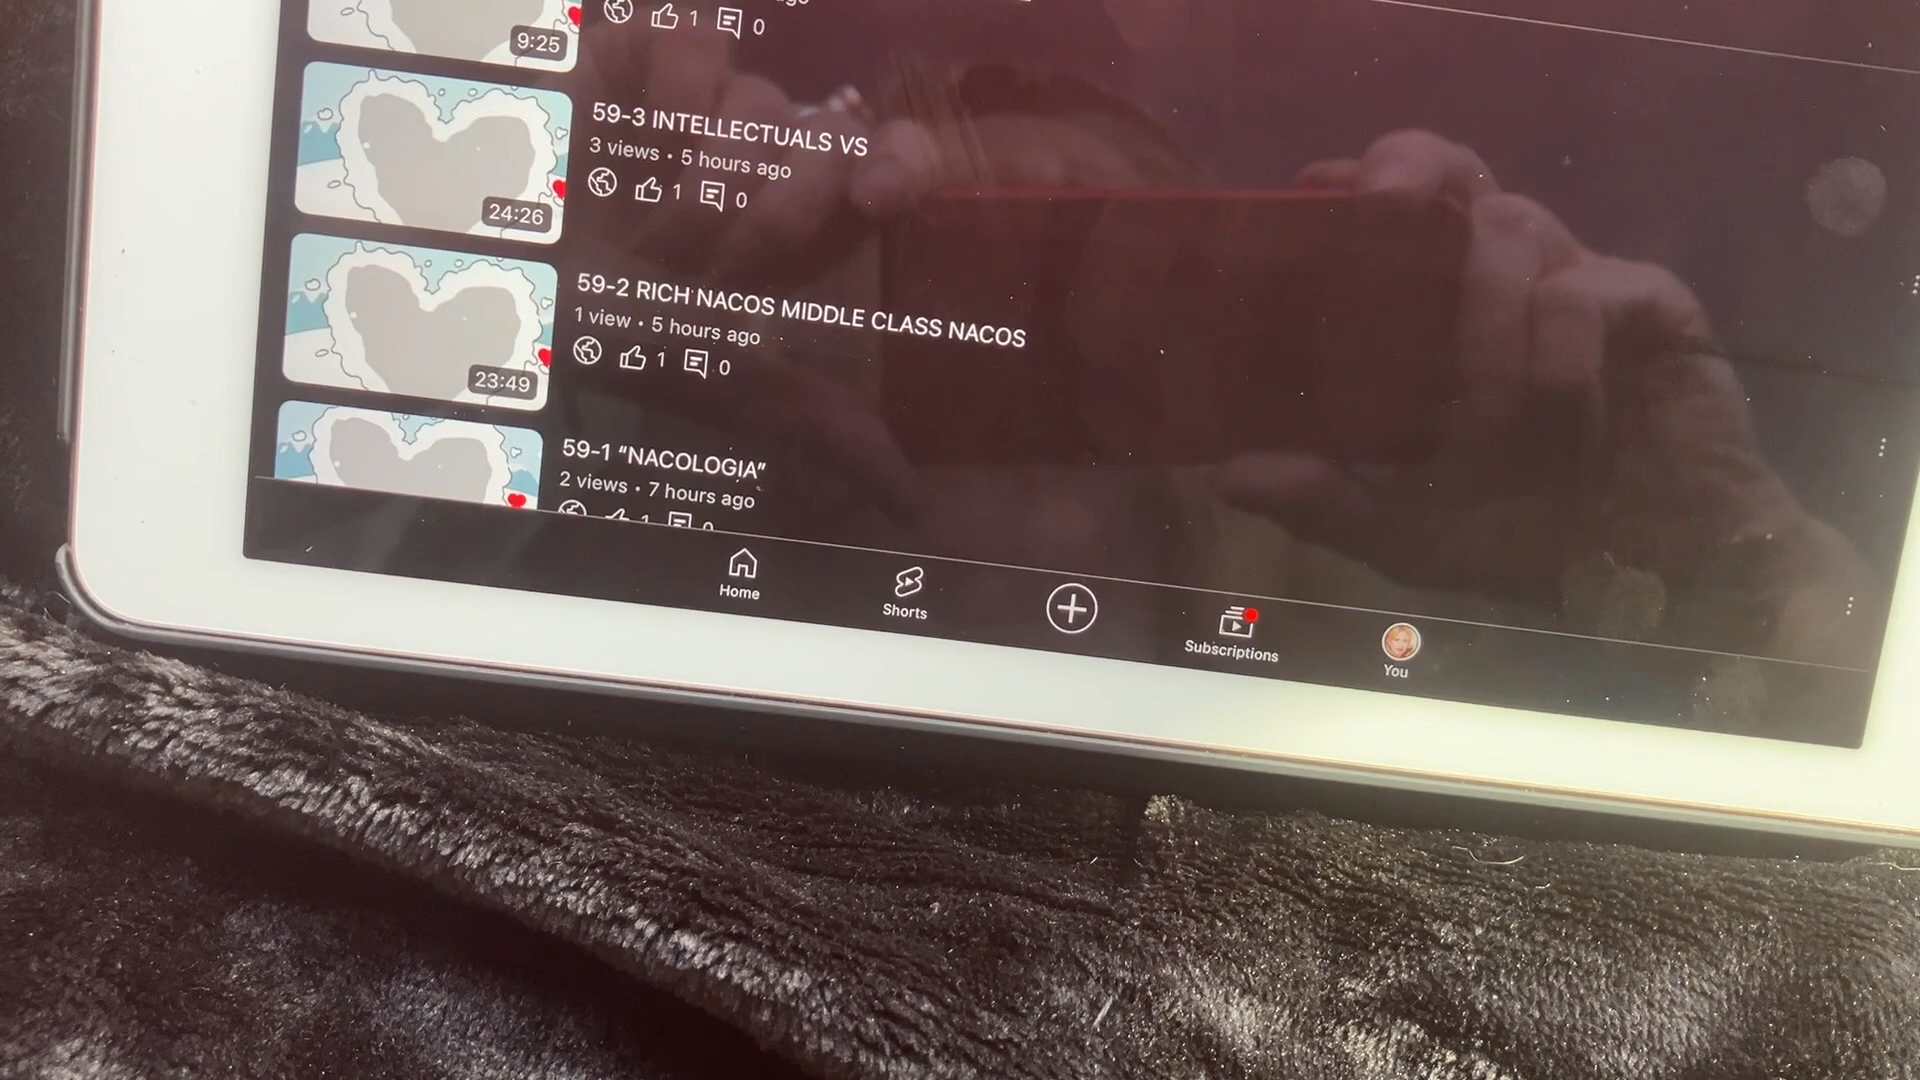 1 0
9:25
59-3 INTELLECTUALS VS
3 views • 5 hours ago
1 0
24:26
59-2 RICH NACOS MIDDLE CLASS NACOS
1 view • 5 hours ago
1 0
23:49
59-1 “NACOLOGIA”
2 views • 7 hours ago
1 0
Home
Shorts
Subscriptions
You